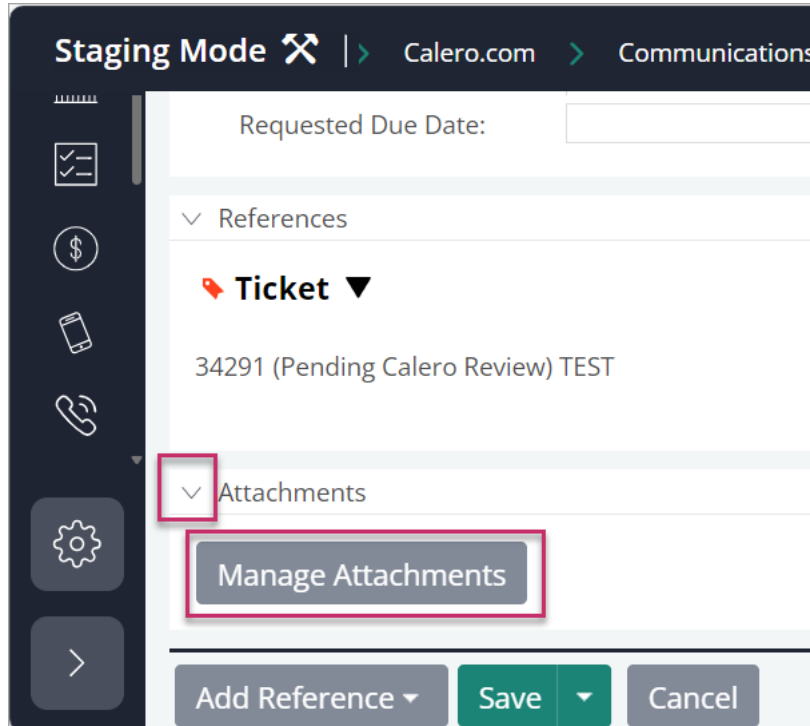 Staging Mode Calero.com Communications
Requested Due Date:
References
Ticket
34291 (Pending Calero Review) TEST
Attachments
Manage Attachments
Add Reference Save Cancel